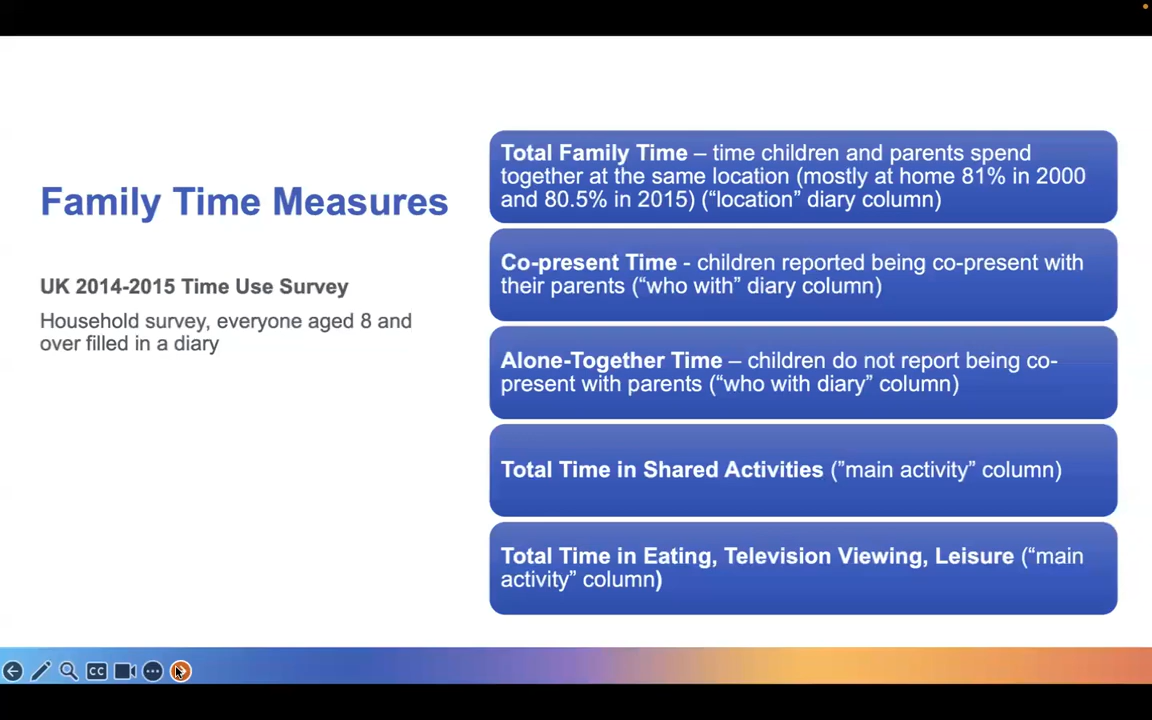 Family Time Measures
UK 2014-2015 Time Use Survey
Household survey, everyone aged 8 and
over filled in a diary
Total Family Time – time children and parents spend
together at the same location (mostly at home 81% in 2000
and 80.5% in 2015) (“location” diary column)
Co-present Time - children reported being co-present with
their parents (“who with” diary column)
Alone-Together Time – children do not report being co-
present with parents (“who with diary” column)
Total Time in Shared Activities (”main activity” column)
Total Time in Eating, Television Viewing, Leisure (“main
activity” column)
CC